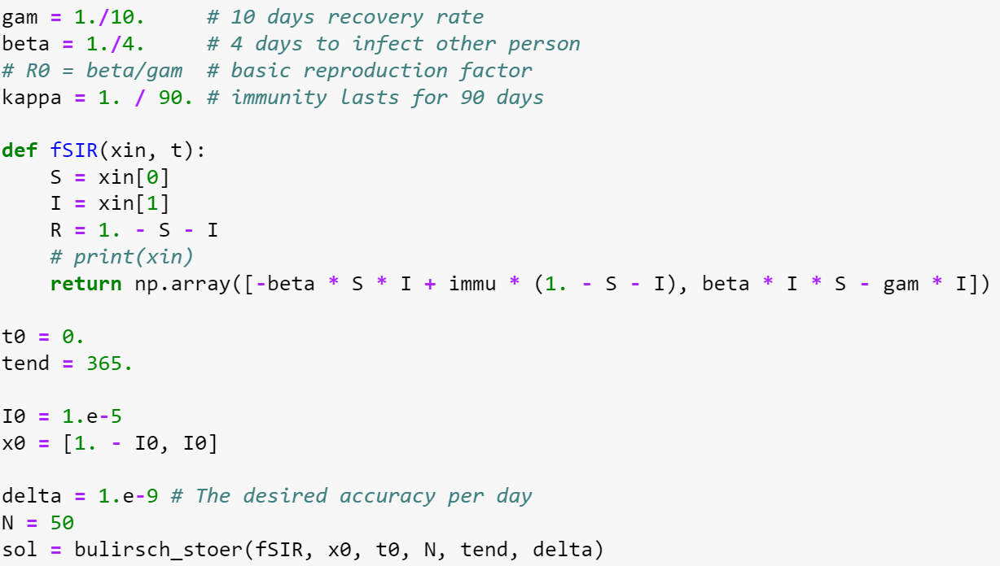 gam = 1./10.     # 10 days recovery rate
beta = 1./4.     # 4 days to infect other person
# R0 = beta/gam  # basic reproduction factor
kappa = 1. / 90. # immunity lasts for 90 days
def fSIR(xin, t):
    S = xin[0]
    I = xin[1]
    R = 1. - S - I
    # print(xin)
    return np.array([-beta * S * I + immu * (1. - S - I), beta * I * S - gam * I])
t0 = 0.
tend = 365.
I0 = 1.e-5
x0 = [1. - I0, I0]
delta = 1.e-9 # The desired accuracy per day
N = 50
sol = bulirsch_stoer(fSIR, x0, t0, N, tend, delta)